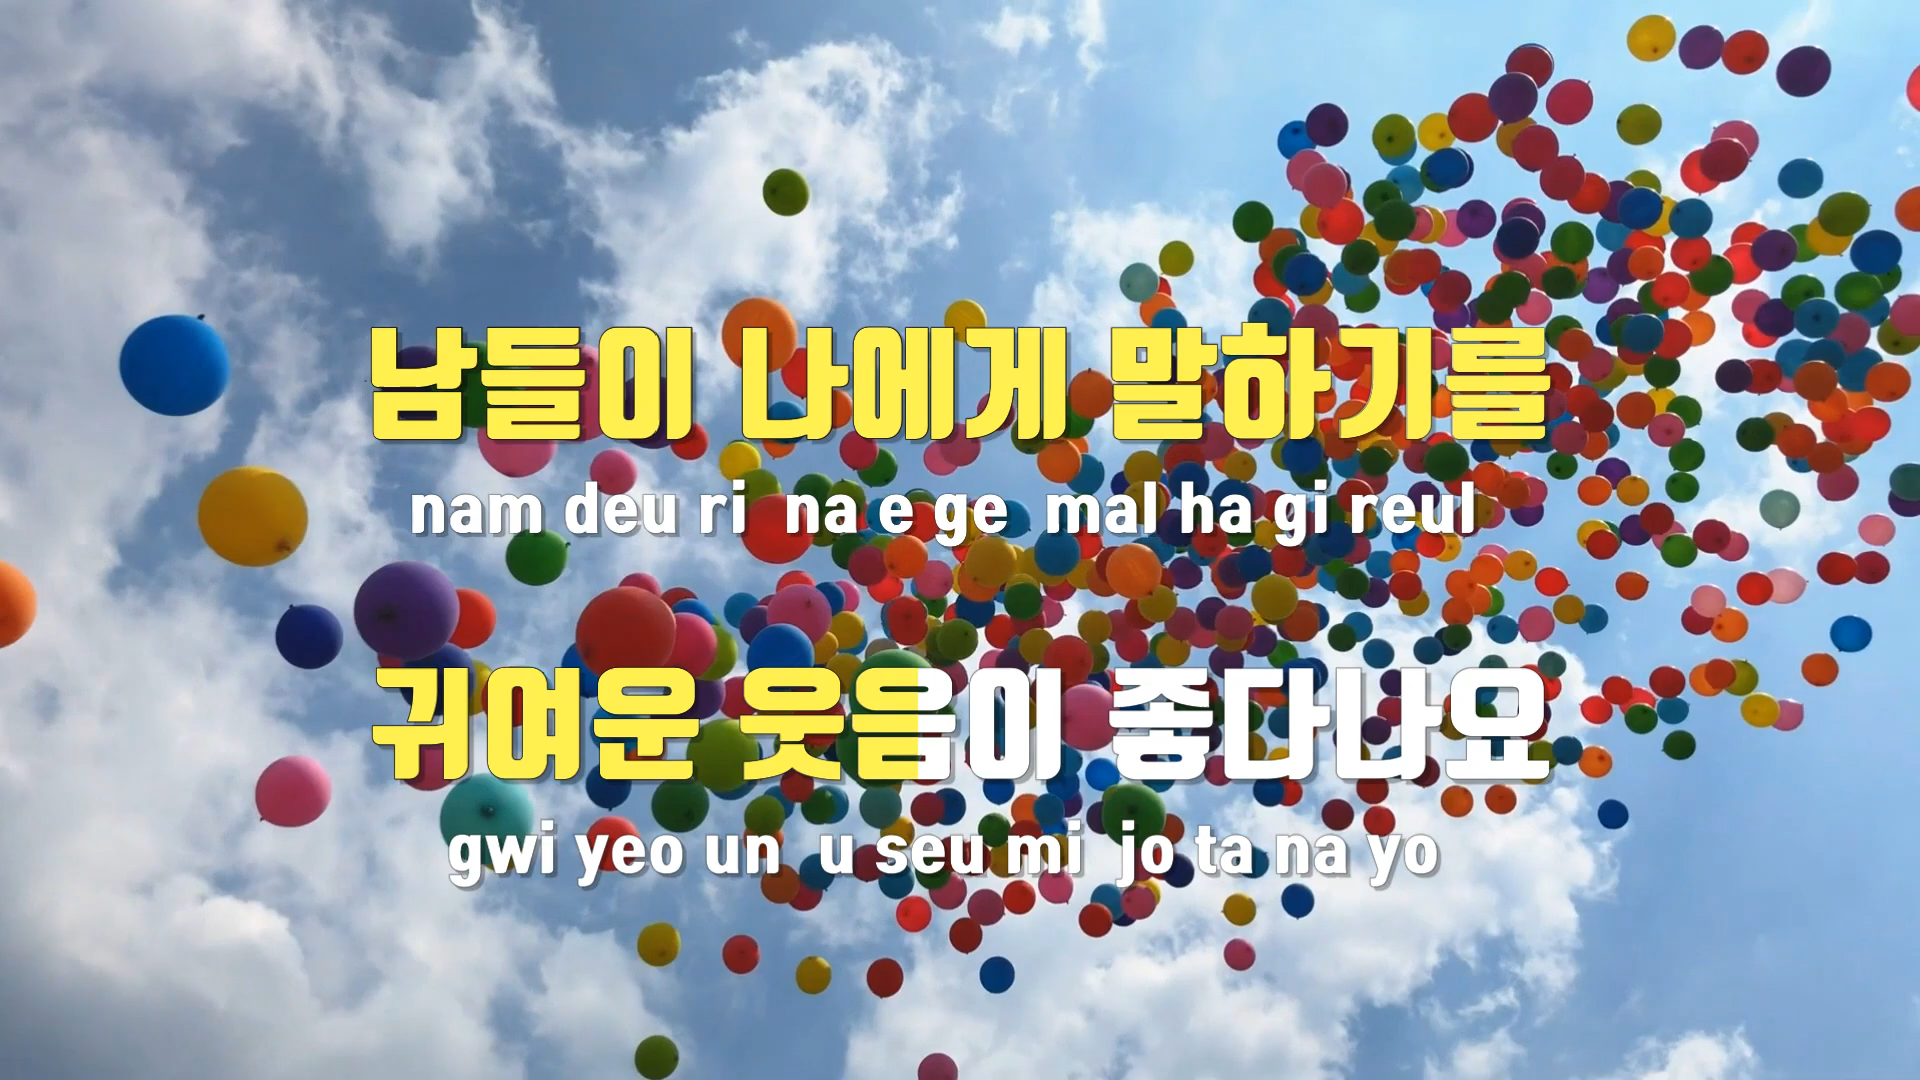 남들이 나에게 말하기를
nam deu ri na e ge mal ha gi reul
귀여운 웃음이 좋다나요
gwi yeo un u seu mi jo ta na yo